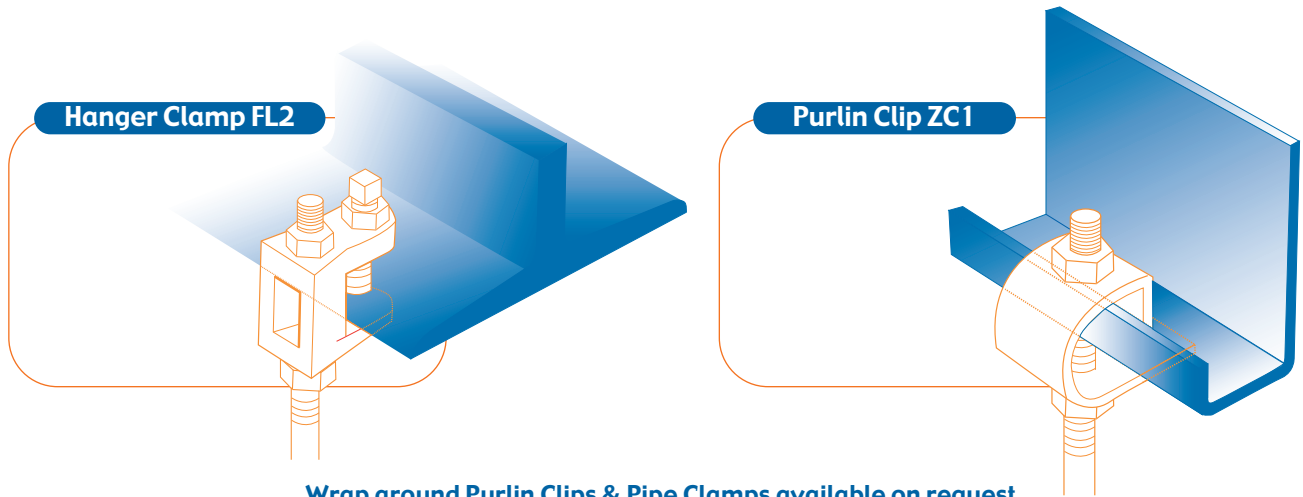 Hanger Clamp FL2
Purlin Clip ZC1
Wrap around Purlin Clips & Pipe Clamps available on request